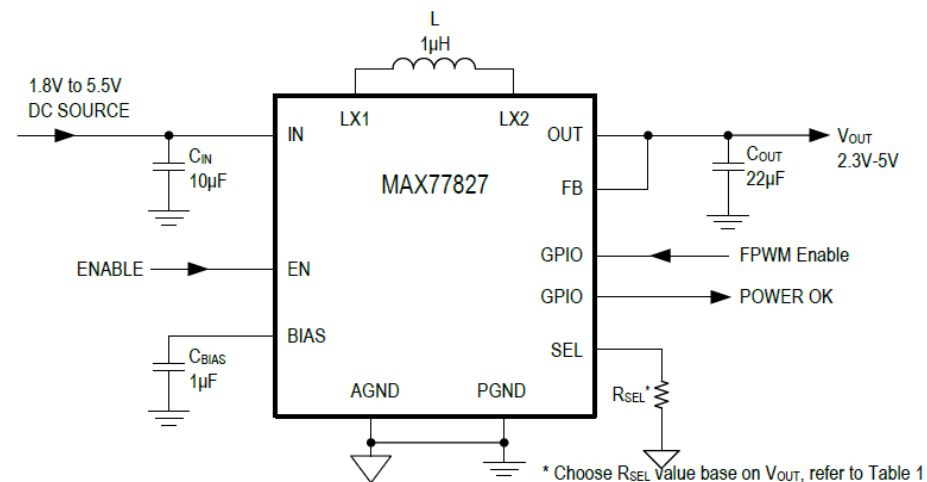 L
1µH
1.8V to 5.5V
DC SOURCE
LX1
LX2
IN
OUT
CIN
10µF
MAX77827
FB
COUT
22µF
VOUT
2.3V-5V
ENABLE
EN
GPIO
FPWM Enable
GPIO
POWER OK
BIAS
SEL
CBIAS
1µF
AGND
PGND
RSEL*
* Choose RSEL value base on VOUT, refer to Table 1